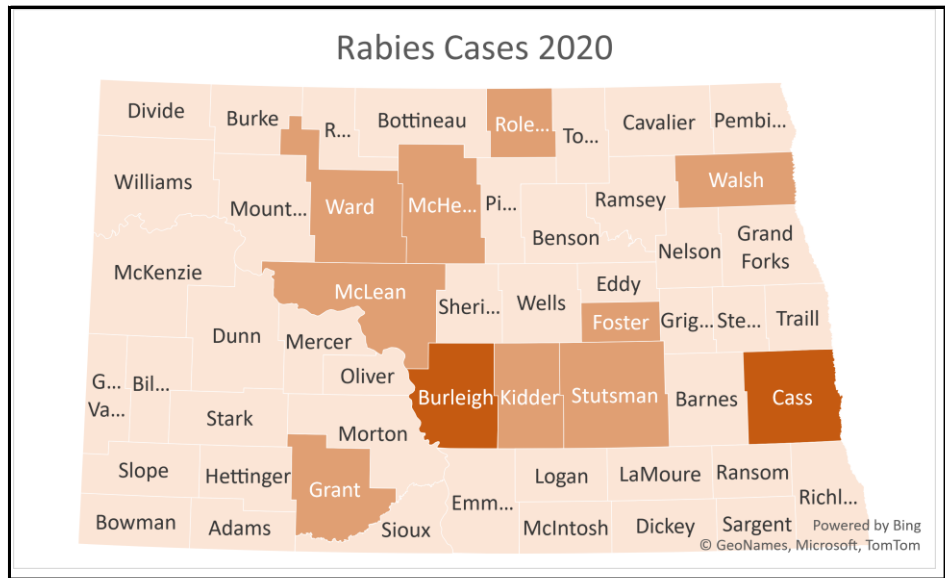 Rabies Cases 2020
Divide
Burke
R...
Bottineau
Role...
To...
Cavalier
Pembi...
Williams
Mount...
Ward
McHe...
Pi...
Benson
Ramsey
Walsh
Nelson
Grand
Forks
McKenzie
McLean
Sheri...
Wells
Eddy
Foster
Grig...
Ste...
Traill
Dunn
Mercer
Oliver
G...
Va...
Bil...
Stark
Morton
Burleigh
Kidder
Stutsman
Barnes
Cass
Slope
Hettinger
Grant
Emm...
Logan
LaMoure
Ransom
Richl...
Bowman
Adams
Sioux
McIntosh
Dickey
Sargent
Powered by Bing
© GeoNames, Microsoft, TomTom